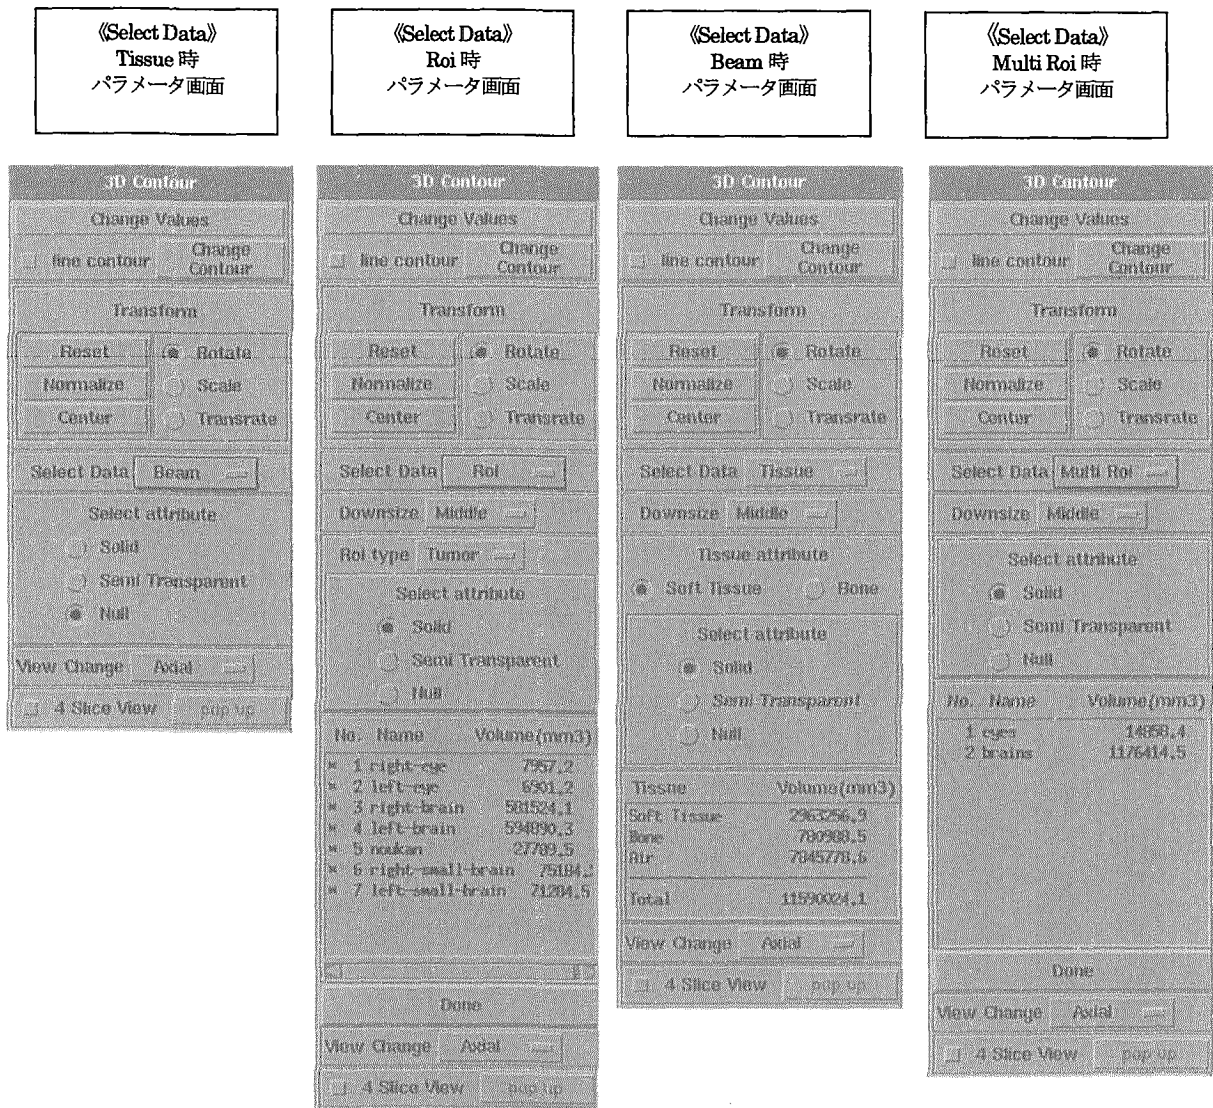 《Select Data》
Tissue 時
パラメータ画面
《Select Data》
Roi 時
パラメータ画面
《Select Data》
Beam 時
パラメータ画面
《Select Data》
Multi Roi 時
パラメータ画面
3D Contour
Change Values
line contour
Change
Contour
Transform
Reset
Rotate
Normalize
Scale
Center
Transrate
Select Data
Beam
Select attribute
Solid
Semi Transparent
Null
View Change
Axial
4 Slice View
pop up
3D Contour
Change Values
line contour
Change
Contour
Transform
Reset
Rotate
Normalize
Scale
Center
Transrate
Select Data
Roi
Downsize
Middle
Roi type
Tumor
Select attribute
Solid
Semi Transparent
Null
No. Name Volume(mm3)
* 1 right-eye 7957.2
* 2 left-eye 6901.2
* 3 right-brain 581524.1
* 4 left-brain 594890.3
* 5 noukan 27709.5
* 6 right-small-brain 75184.
* 7 left-small-brain 71284.5
Done
View Change
Axial
4 Slice View
pop up
3D Contour
Change Values
line contour
Change
Contour
Transform
Reset
Rotate
Normalize
Scale
Center
Transrate
Select Data
Tissue
Downsize
Middle
Tissue attribute
Soft Tissue
Bone
Select attribute
Solid
Semi Transparent
Null
Tissue Volume(mm3)
Soft Tissue 2963256.9
Bone 780988.5
Air 7845778.6
Total 11590024.1
View Change
Axial
4 Slice View
pop up
3D Contour
Change Values
line contour
Change
Contour
Transform
Reset
Rotate
Normalize
Scale
Center
Transrate
Select Data
Multi Roi
Downsize
Middle
Select attribute
Solid
Semi Transparent
Null
No. Name Volume(mm3)
1 eyes 14858.4
2 brains 1176414.5
Done
View Change
Axial
4 Slice View
pop up